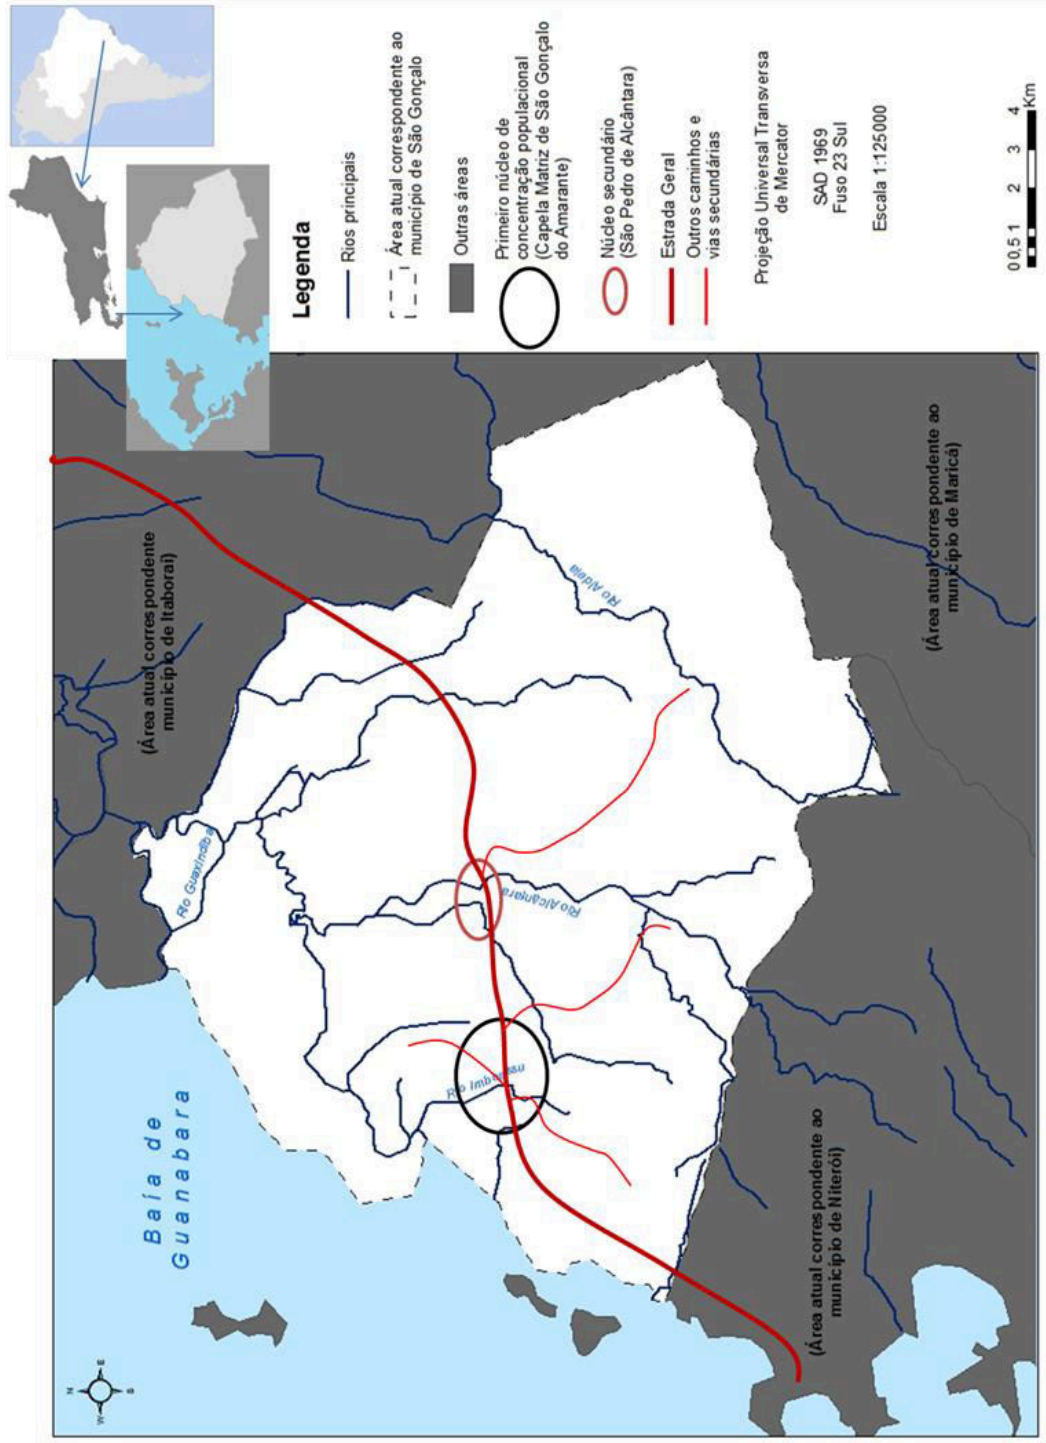 Legenda
Rios principais
Área atual correspondente ao
município de São Gonçalo
Outras áreas
Primeiro núcleo de
concentração populacional
(Capela Matriz de São Gonçalo
do Amarante)
Núcleo secundário
(São Pedro de Alcântara)
Estrada Geral
Outros caminhos e
vias secundárias
Projeção Universal Transversa
de Mercator
SAD 1969
Fuso 23 Sul
Escala 1:125000
0 0,5 1 2 3 4
Km
N
W E
S
Baía de
Guanabara
(Área atual correspondente
município de Itaboraí)
Rio Guaxindiba
Rio Aldeia
Rio Alcântara
Rio Imboassu
(Área atual correspondente ao
município de Niterói)
(Área atual correspondente ao
município de Maricá)